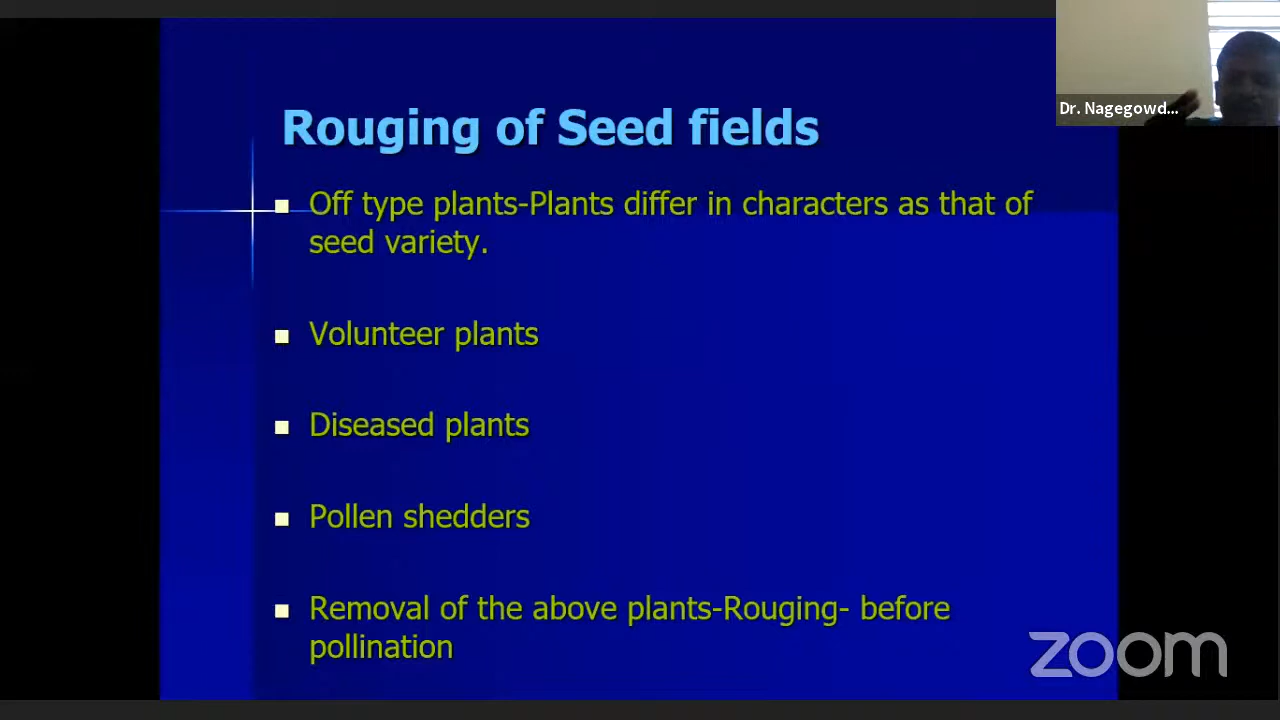 Dr. Nagegowd...
Rouging of Seed fields
Off type plants-Plants differ in characters as that of
seed variety.
Volunteer plants
Diseased plants
Pollen shedders
Removal of the above plants-Rouging- before
pollination
zoom